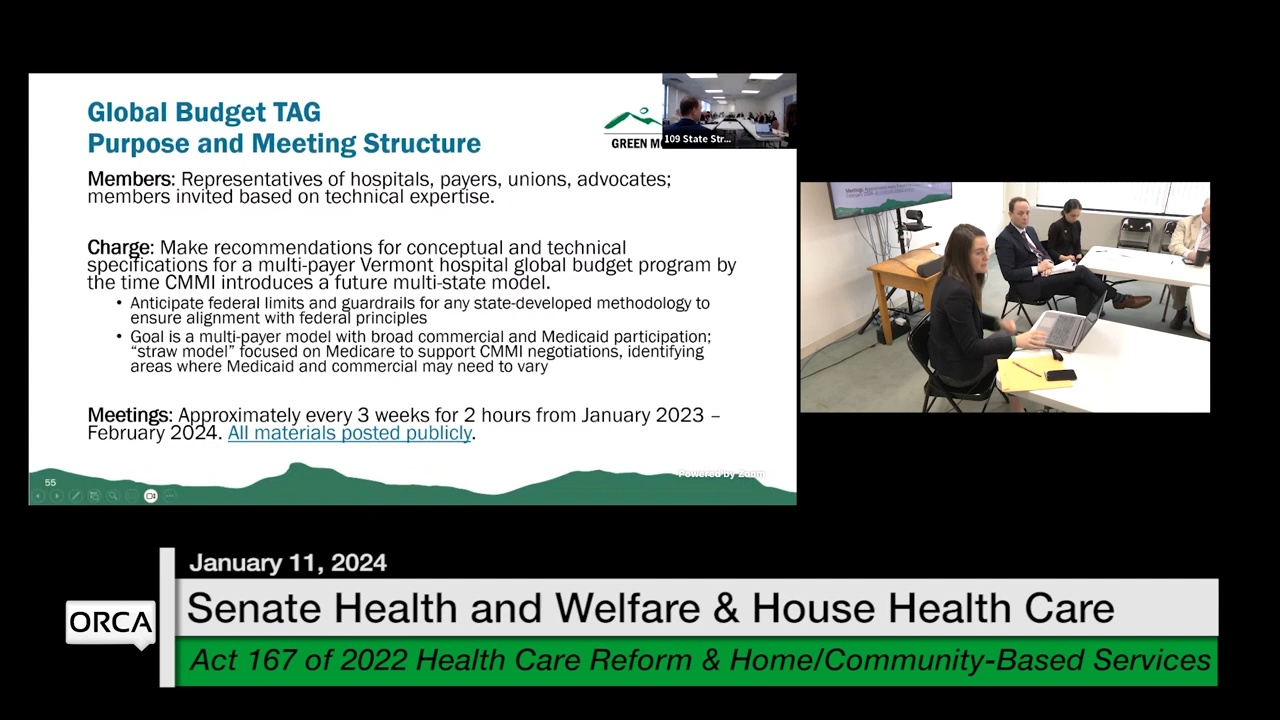 Global Budget TAG
Purpose and Meeting Structure
GREEN MO
109 State Str...
Members: Representatives of hospitals, payers, unions, advocates;
members invited based on technical expertise.
Charge: Make recommendations for conceptual and technical
specifications for a multi-payer Vermont hospital global budget program by
the time CMMI introduces a future multi-state model.
• Anticipate federal limits and guardrails for any state-developed methodology to
ensure alignment with federal principles
• Goal is a multi-payer model with broad commercial and Medicaid participation;
“straw model” focused on Medicare to support CMMI negotiations, identifying
areas where Medicaid and commercial may need to vary
Meetings: Approximately every 3 weeks for 2 hours from January 2023 –
February 2024. All materials posted publicly.
Powered by Zoom
55
January 11, 2024
ORCA
Senate Health and Welfare & House Health Care
Act 167 of 2022 Health Care Reform & Home/Community-Based Services